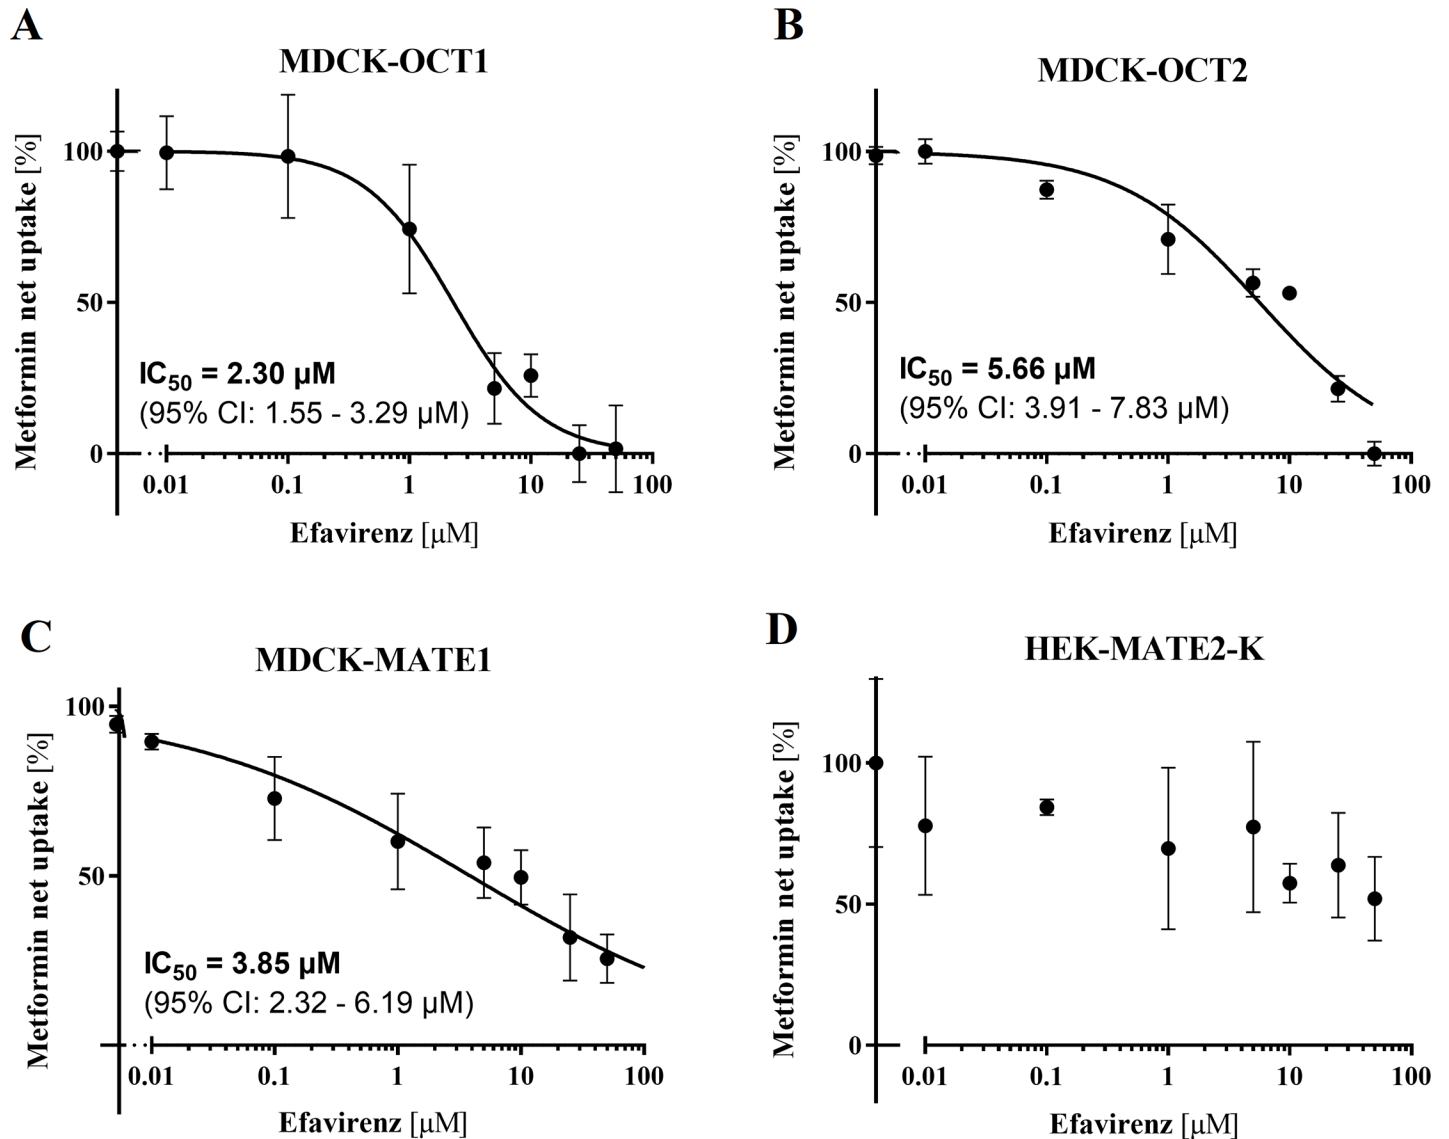 A
MDCK-OCT1
Metformin net uptake [%]
100
50
0
IC50 = 2.30 µM
(95% CI: 1.55 - 3.29 µM)
0.01 0.1 1 10 100
Efavirenz [µM]
B
MDCK-OCT2
Metformin net uptake [%]
100
50
0
IC50 = 5.66 µM
(95% CI: 3.91 - 7.83 µM)
0.01 0.1 1 10 100
Efavirenz [µM]
C
MDCK-MATE1
Metformin net uptake [%]
100
50
IC50 = 3.85 µM
(95% CI: 2.32 - 6.19 µM)
0.01 0.1 1 10 100
Efavirenz [µM]
D
HEK-MATE2-K
Metformin net uptake [%]
100
50
0
0.01 0.1 1 10 100
Efavirenz [µM]